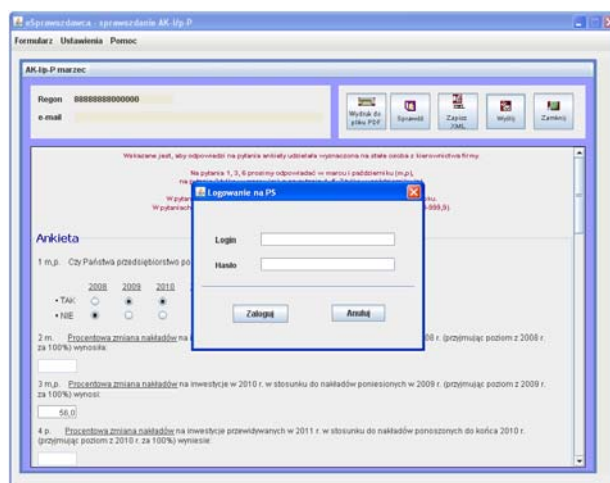 eSprawozdawca - sprawozdanie AK-I/p-P
Formularz Ustawienia Pomoc
AK-I/p-P marzec
Regon 88888888000000
e-mail
Wydruk do pliku PDF
Sprawdź
Zapisz XML
Wyślij
Zamknij
Wskazane jest, aby odpowiedzi na pytania ankiety udzielała wyznaczona na stałe osoba z kierownictwa firmy.
Na pytania 1, 3, 6 prosimy odpowiadać w marcu i październiku (m,p),
W pytaniach
Logowanie na PS
Login
Hasło
Zaloguj
Anuluj
Ankieta
1 m,p. Czy Państwa przedsiębiorstwo
2008 2009 2010
• TAK
• NIE
2 m. Procentowa zmiana nakładów na (przyjmując poziom z 2008 r.
za 100%) wynosiła:
3 m,p. Procentowa zmiana nakładów na inwestycje w 2010 r. w stosunku do nakładów poniesionych w 2009 r. (przyjmując poziom z 2009 r.
za 100%) wynosi:
56,0
4 p. Procentowa zmiana nakładów na inwestycje przewidywanych w 2011 r. w stosunku do nakładów ponoszonych do końca 2010 r.
(przyjmując poziom z 2010 r. za 100%) wyniesie: